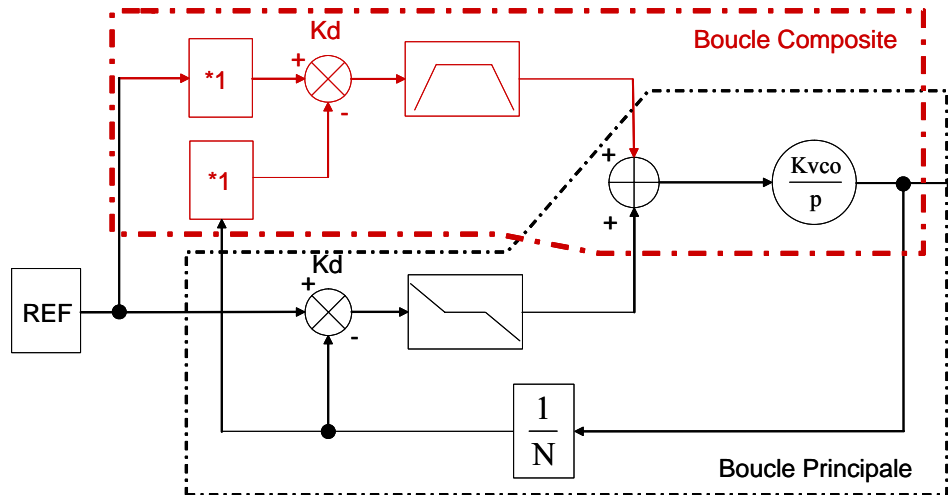 Kd
Boucle Composite
*1
+
-
*1
+
Kvco
p
+
Kd
+
REF
-
1
N
Boucle Principale